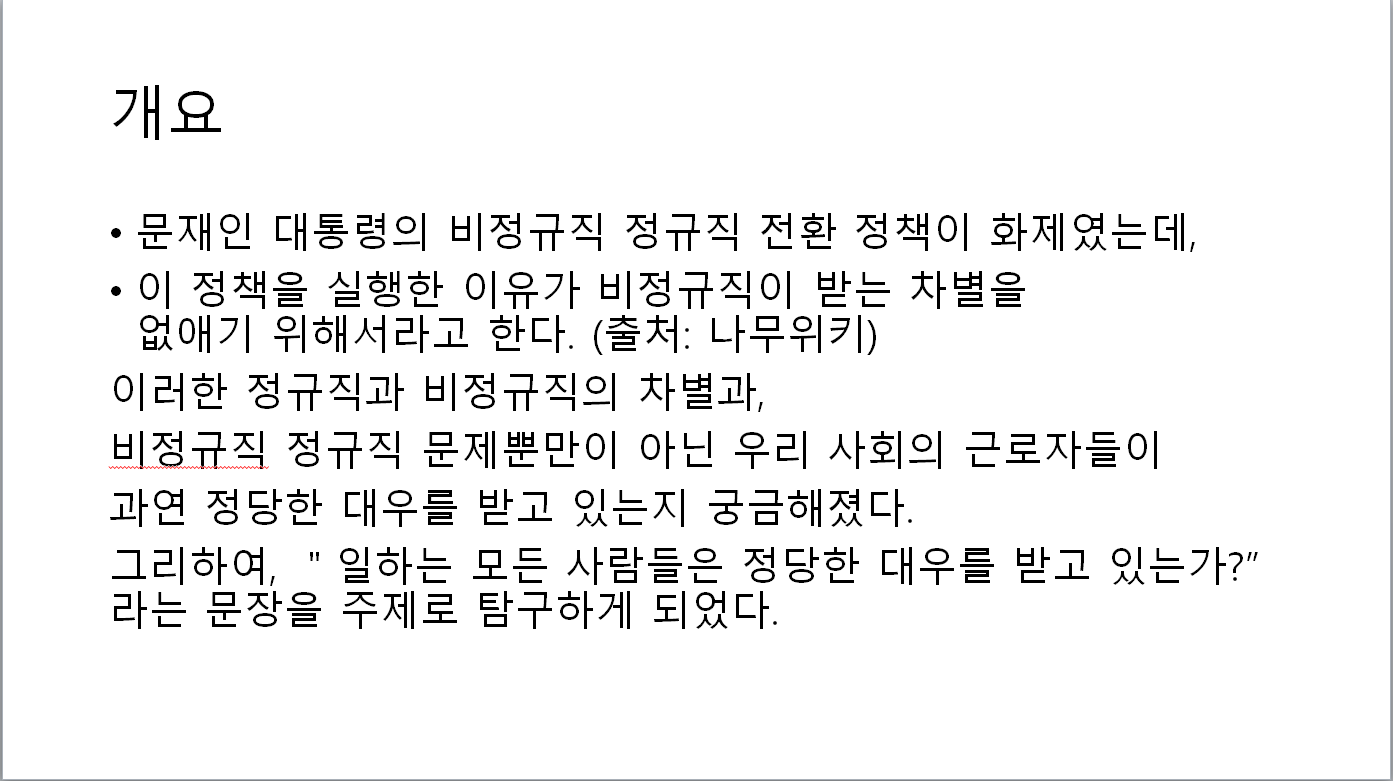 개요
• 문재인 대통령의 비정규직 정규직 전환 정책이 화제였는데,
• 이 정책을 실행한 이유가 비정규직이 받는 차별을
없애기 위해서라고 한다. (출처: 나무위키)
이러한 정규직과 비정규직의 차별과,
비정규직 정규직 문제뿐만이 아닌 우리 사회의 근로자들이
과연 정당한 대우를 받고 있는지 궁금해졌다.
그리하여, " 일하는 모든 사람들은 정당한 대우를 받고 있는가?”
라는 문장을 주제로 탐구하게 되었다.